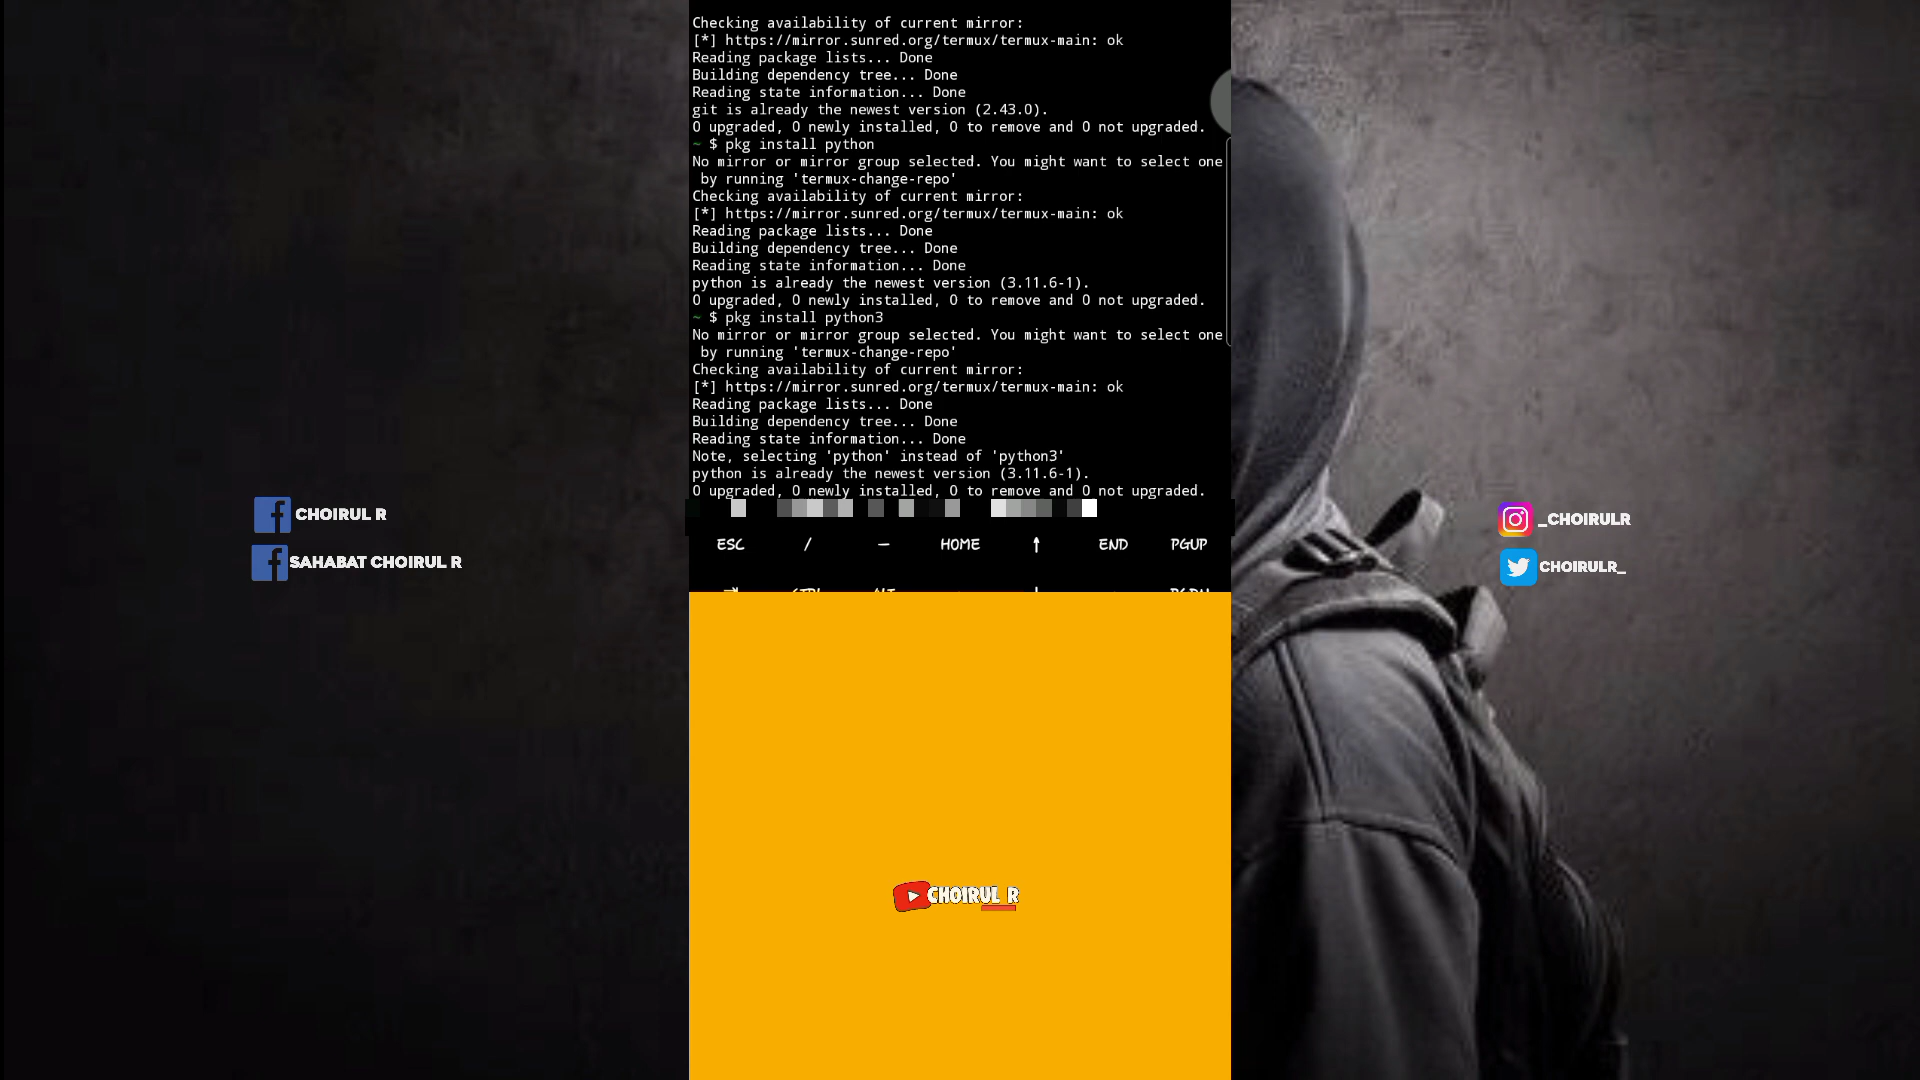 Checking availability of current mirror:
[*] https://mirror.sunred.org/termux/termux-main: ok
Reading package lists... Done
Building dependency tree... Done
Reading state information... Done
git is already the newest version (2.43.0).
0 upgraded, 0 newly installed, 0 to remove and 0 not upgraded.
~ $ pkg install python
No mirror or mirror group selected. You might want to select one
by running 'termux-change-repo'
Checking availability of current mirror:
[*] https://mirror.sunred.org/termux/termux-main: ok
Reading package lists... Done
Building dependency tree... Done
Reading state information... Done
python is already the newest version (3.11.6-1).
0 upgraded, 0 newly installed, 0 to remove and 0 not upgraded.
~ $ pkg install python3
No mirror or mirror group selected. You might want to select one
by running 'termux-change-repo'
Checking availability of current mirror:
[*] https://mirror.sunred.org/termux/termux-main: ok
Reading package lists... Done
Building dependency tree... Done
Reading state information... Done
Note, selecting 'python' instead of 'python3'
python is already the newest version (3.11.6-1).
0 upgraded, 0 newly installed, 0 to remove and 0 not upgraded.
ESC / — HOME ↑ END PGUP
CHOIRUL R
SAHABAT CHOIRUL R
_CHOIRULR
CHOIRULR_
CHOIRUL R